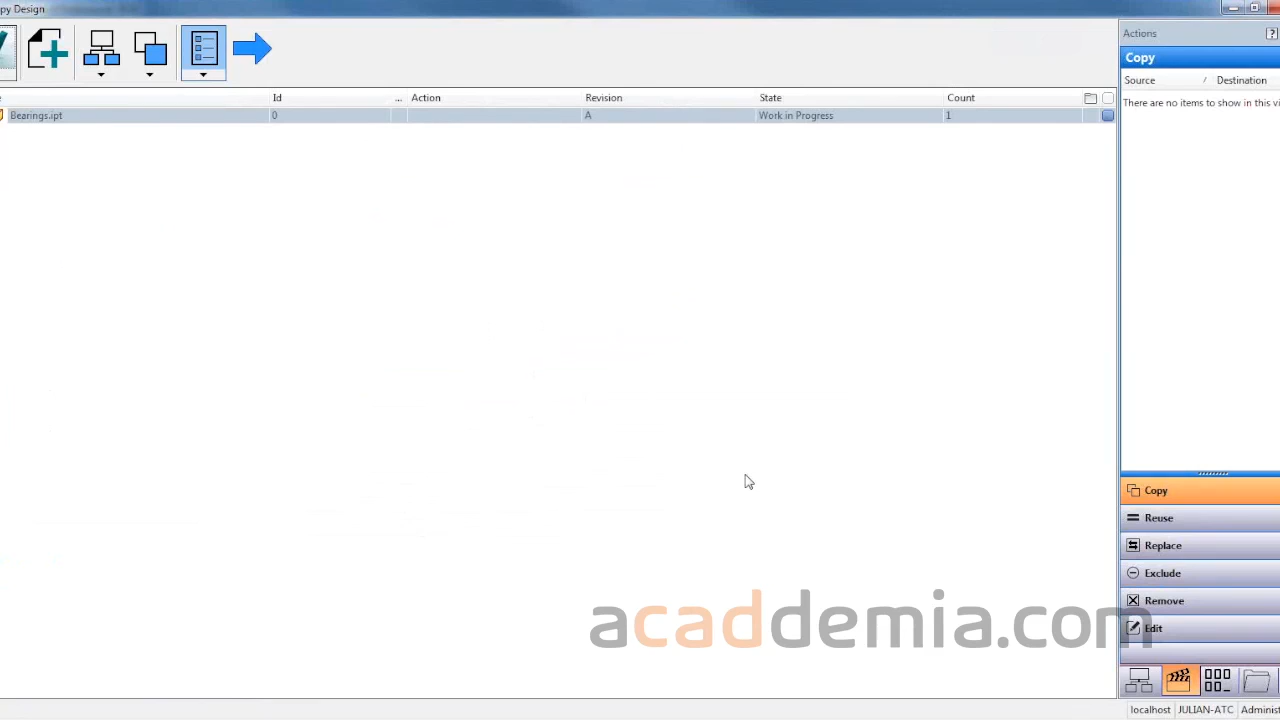 py Design
Actions ?
Copy
Source / Destination
There are no items to show in this vi
Id ... Action Revision State Count
Bearings.ipt 0 A Work in Progress 1
Copy
Reuse
Replace
Exclude
Remove
Edit
acaddemia.com
localhost JULIAN-ATC Adminis